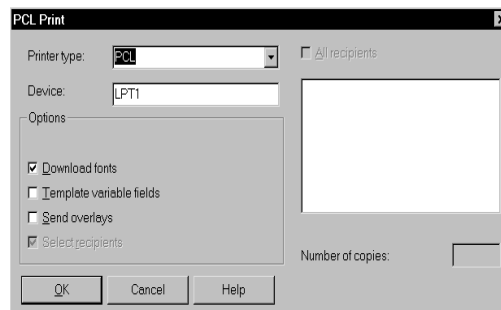 PCL Print
Printer type: PCL
All recipients
Device: LPT1
Options
Download fonts
Template variable fields
Send overlays
Select recipients
Number of copies:
OK Cancel Help